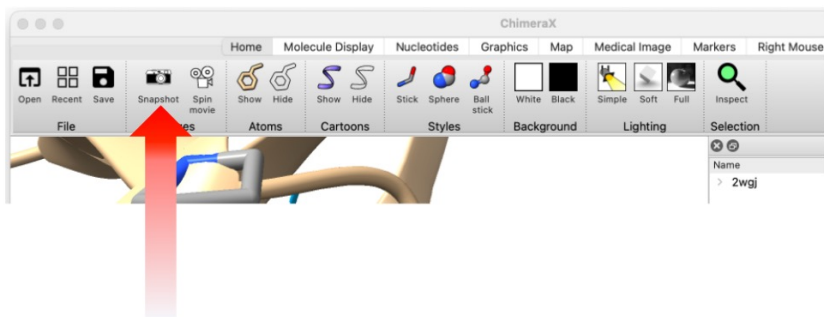 ChimeraX
Home Molecule Display Nucleotides Graphics Map Medical Image Markers Right Mouse
Open Recent Save Snapshot Spin movie Show Hide Show Hide Stick Sphere Ball stick White Black Simple Soft Full Inspect
File Atoms Cartoons Styles Background Lighting Selection
Name
2wgj